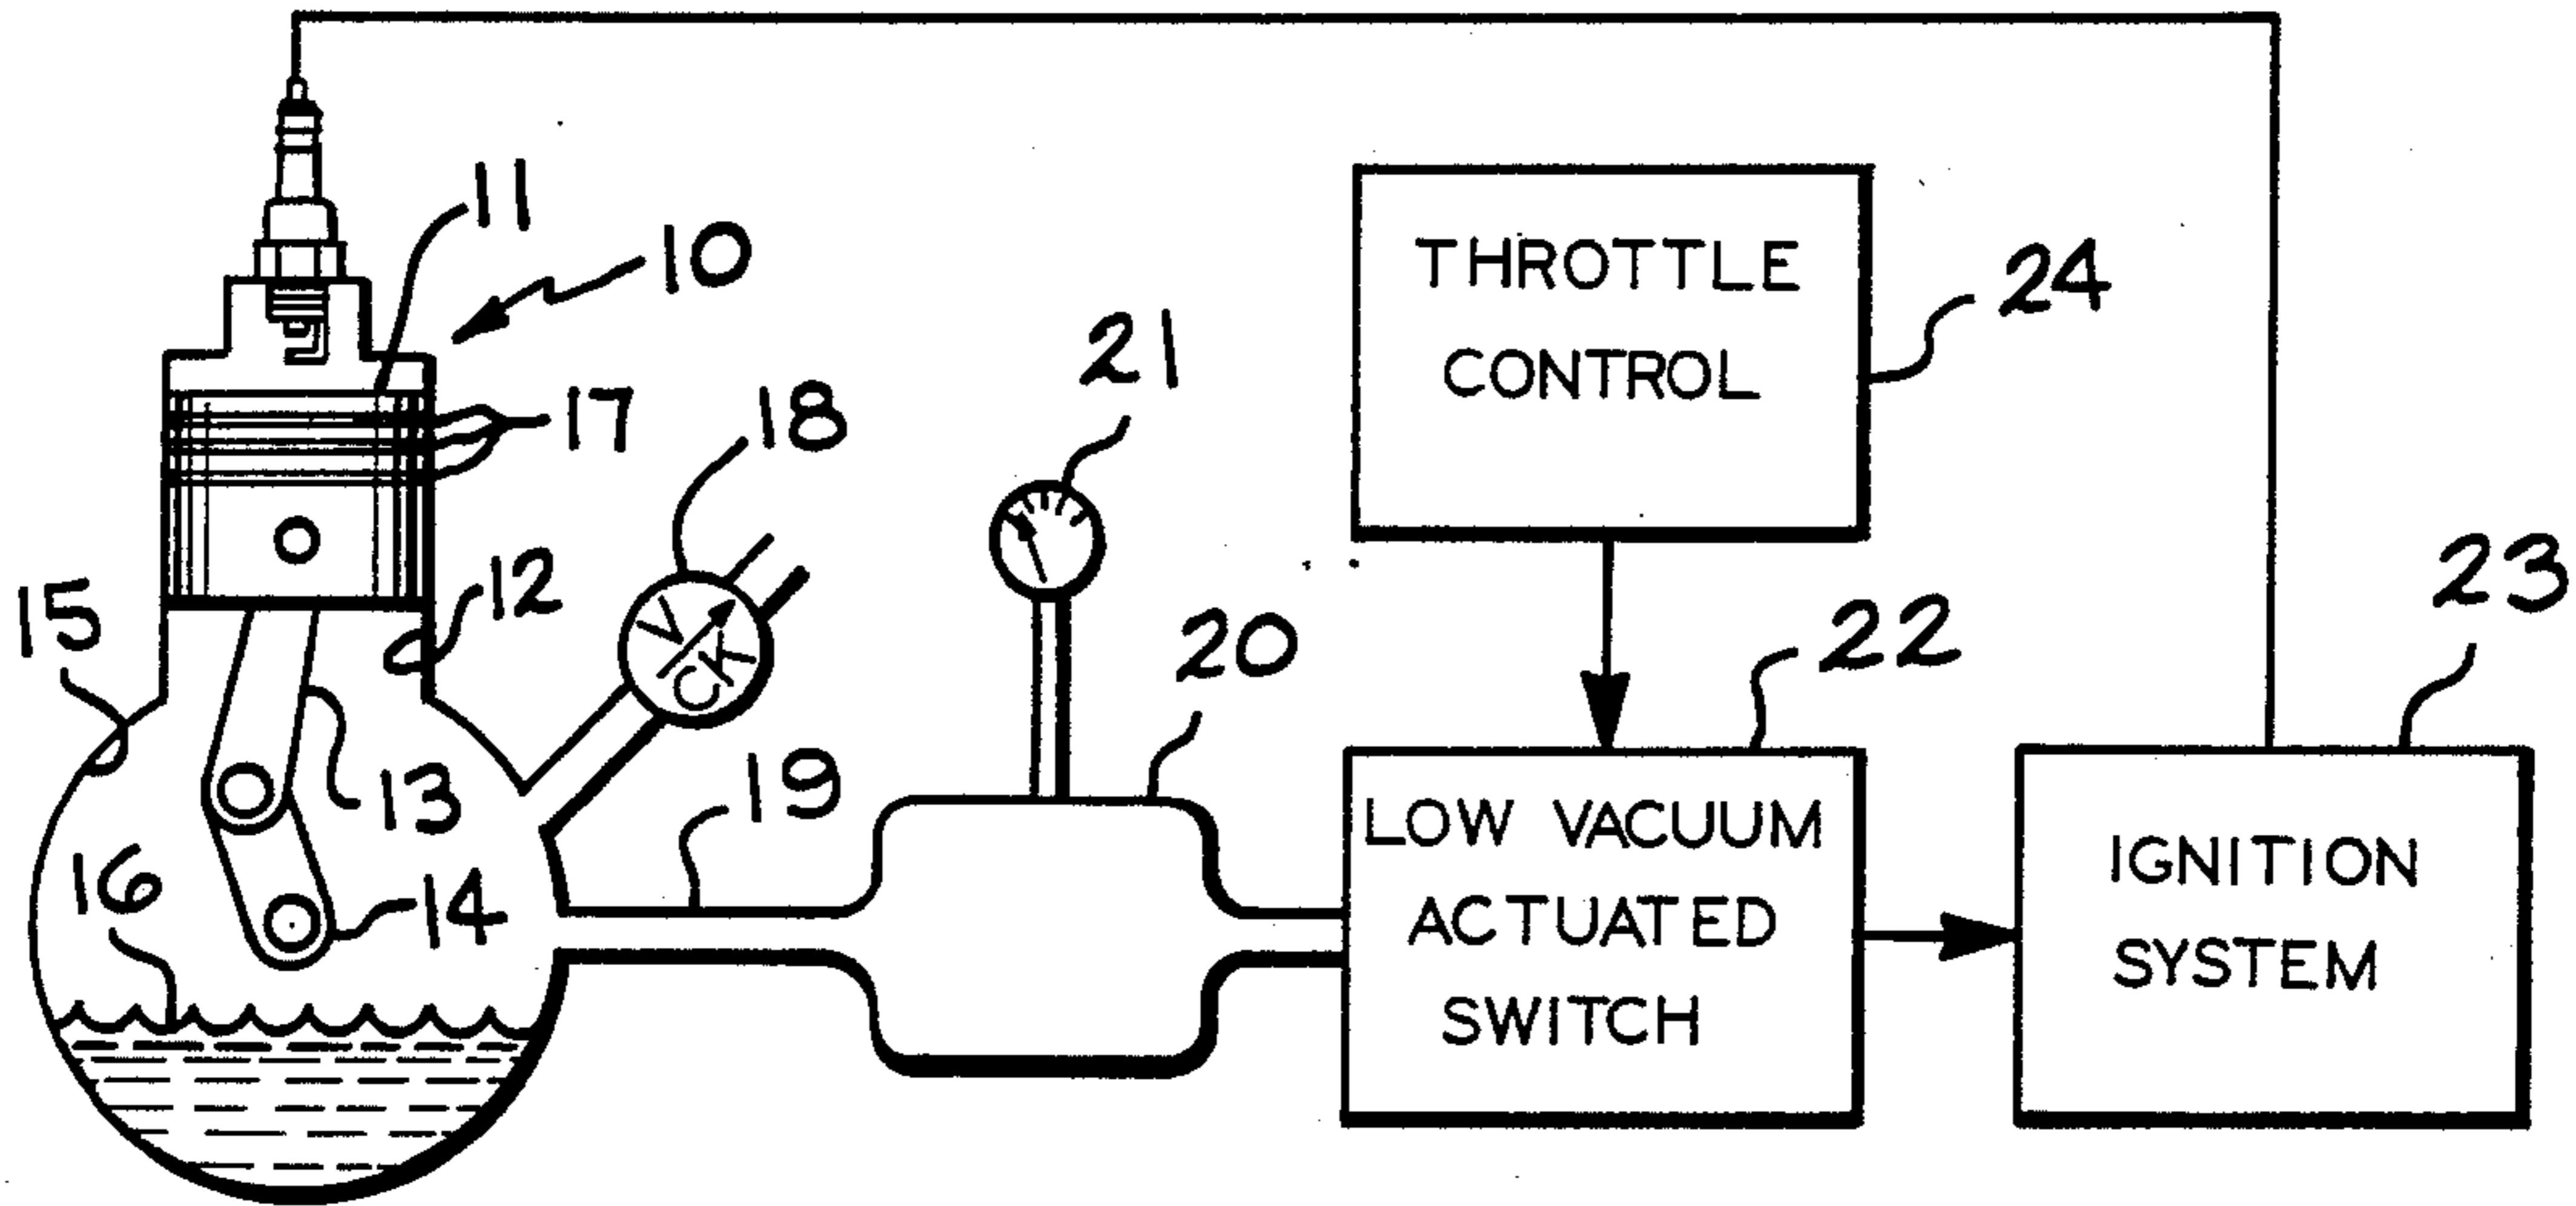 11
10
THROTTLE
CONTROL
24
21
17
18
15
12
V
CK
20
22
23
13
19
LOW VACUUM
ACTUATED
SWITCH
IGNITION
SYSTEM
16
14